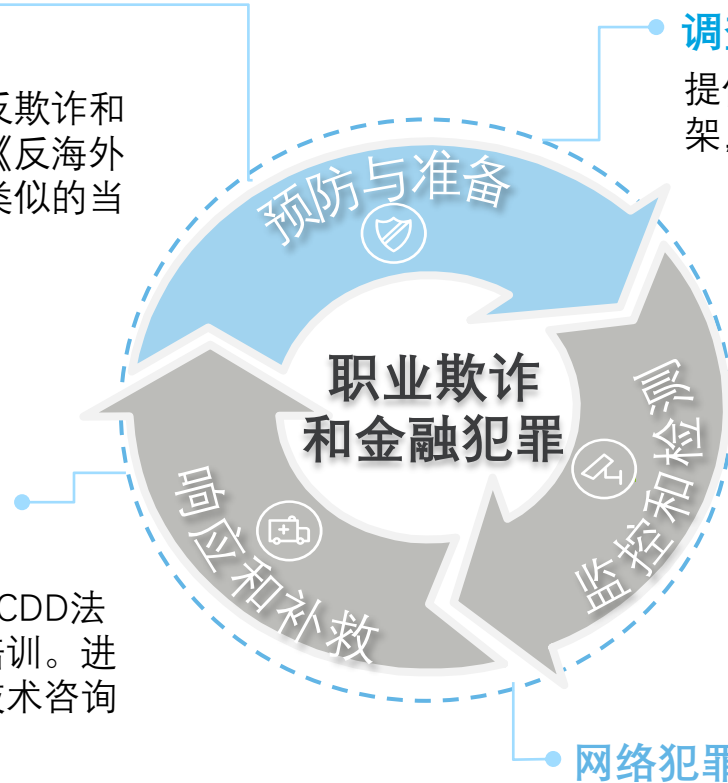 调
提
架，
反欺诈和
《反海外
类似的当
预防与准备
职业欺诈
和金融犯罪
监控和检测
响应和补救
CDD法
培训。进
技术咨询
网络犯罪